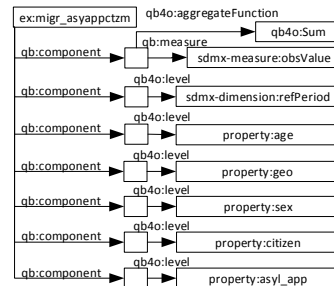 ex:migr_asyappctzm
qb4o:aggregateFunction
qb4o:Sum
qb:measure
qb:component
sdmx-measure:obsValue
qb4o:level
qb:component
sdmx-dimension:refPeriod
qb4o:level
qb:component
property:age
qb4o:level
qb:component
property:geo
qb4o:level
qb:component
property:sex
qb4o:level
qb:component
property:citizen
qb4o:level
qb:component
property:asyl_app